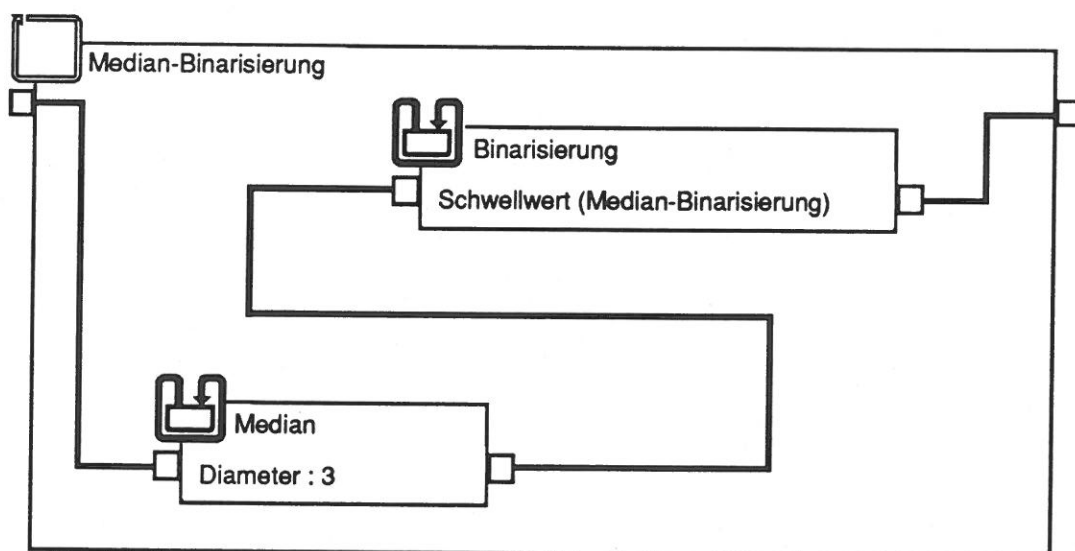 Median-Binarisierung
Binarisierung
Schwellwert (Median-Binarisierung)
Median
Diameter : 3